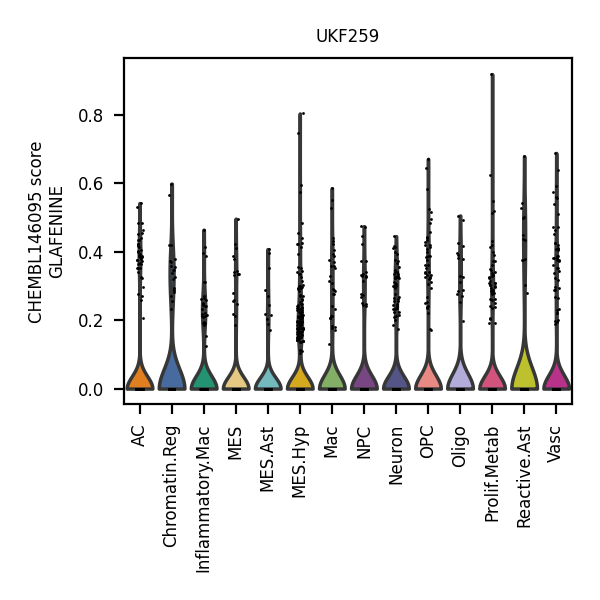 UKF259
CHEMBL146095 score
GLAFENINE
0.8
0.6
0.4
0.2
0.0
AC
Chromatin.Reg
Inflammatory.Mac
MES
MES.Ast
MES.Hyp
Mac
NPC
Neuron
OPC
Oligo
Prolif.Metab
Reactive.Ast
Vasc